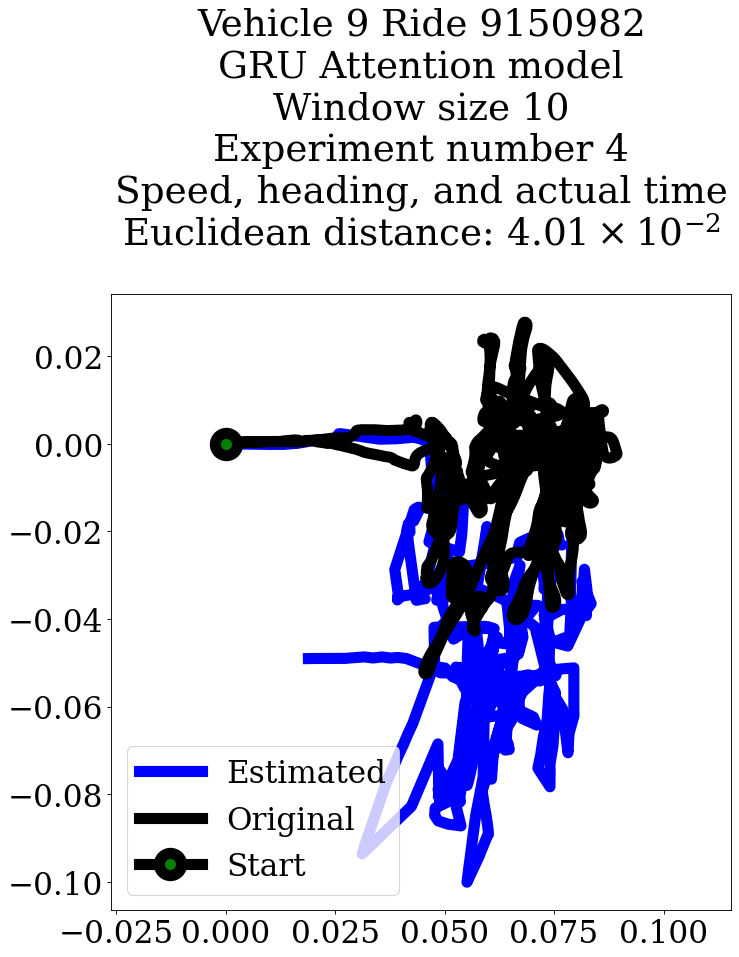 Vehicle 9 Ride 9150982
GRU Attention model
Window size 10
Experiment number 4
Speed, heading, and actual time
Euclidean distance: 4.01 × 10⁻²
0.02
0.00
−0.02
−0.04
−0.06
−0.08
−0.10
Estimated
Original
Start
−0.025 0.000 0.025 0.050 0.075 0.100